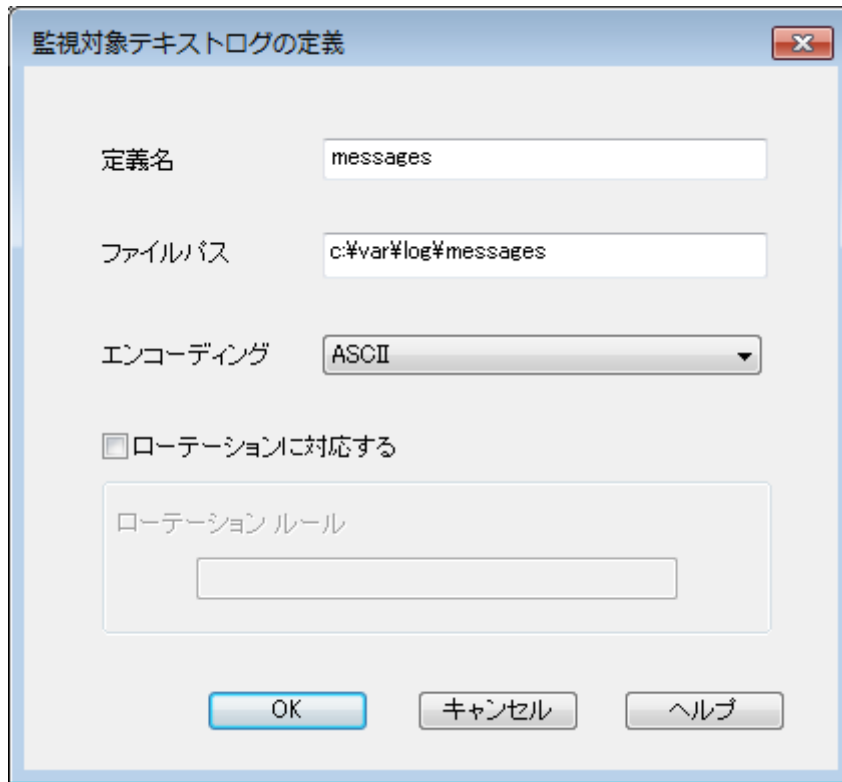 監視対象テキストログの定義
定義名
messages
ファイルパス
c:¥var¥log¥messages
エンコーディング
ASCII
ローテーションに対応する
ローテーション ルール
OK
キャンセル
ヘルプ